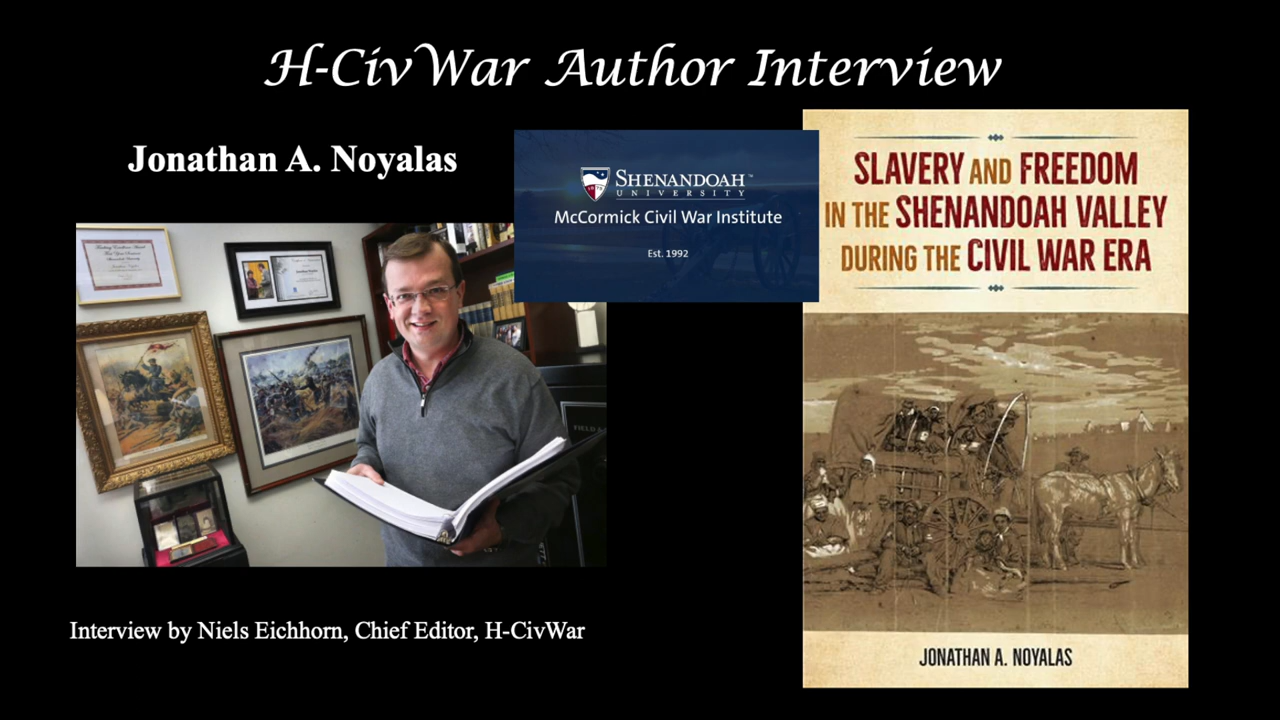 H-CivWar Author Interview
Jonathan A. Noyalas
SHENANDOAH™
UNIVERSITY
McCormick Civil War Institute
Est. 1992
SLAVERY AND FREEDOM
IN THE SHENANDOAH VALLEY
DURING THE CIVIL WAR ERA
JONATHAN A. NOYALAS
Interview by Niels Eichhorn, Chief Editor, H-CivWar